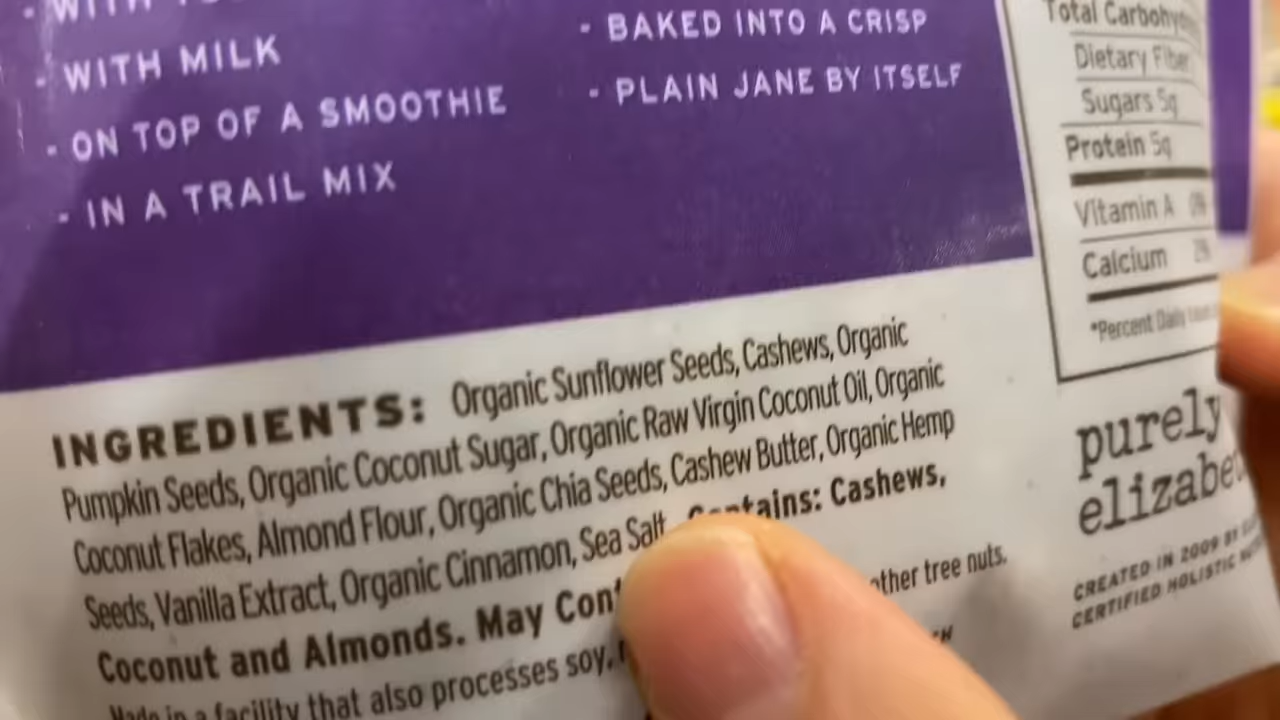 - WITH
- WITH MILK
- ON TOP OF A SMOOTHIE
- IN A TRAIL MIX
- BAKED INTO A CRISP
- PLAIN JANE BY ITSELF
Total
Dietary Fiber
Sugars 5g
Protein 5g
Vitamin A 0%
Calcium 2%
*Percent Daily
INGREDIENTS: Organic Sunflower Seeds, Cashews, Organic
Pumpkin Seeds, Organic Coconut Sugar, Organic Raw Virgin Coconut Oil, Organic
Coconut Flakes, Almond Flour, Organic Chia Seeds, Cashew Butter, Organic Hemp
Seeds, Vanilla Extract, Organic Cinnamon, Sea Salt Contains: Cashews,
Coconut and Almonds. May other tree nuts.
Made in a facility that also processes soy,
purely
CREATED IN 2009 BY
CERTIFIED HOLISTIC